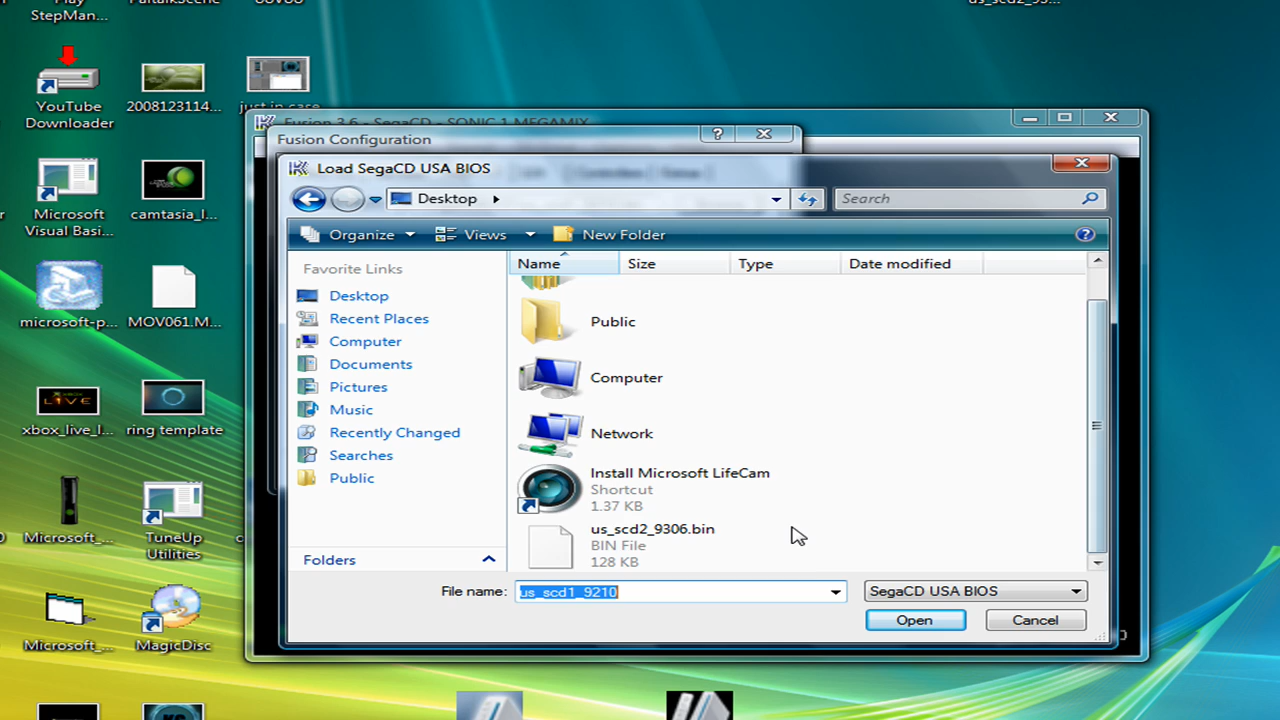 Play
StepMan...
PaltalkScene
ooVoo
us_scd2_93...
YouTube
Downloader
2008123114...
just in case
Microsoft
Visual Basi...
camtasia_l...
microsoft-p...
MOV061.M...
xbox_live_l...
ring template
Microsoft_...
TuneUp
Utilities
Microsoft_...
MagicDisc
Fusion 3.6 - SegaCD - SONIC 1 MEGAMIX
Fusion Configuration
Load SegaCD USA BIOS
Desktop
Search
Organize
Views
New Folder
Favorite Links
Desktop
Recent Places
Computer
Documents
Pictures
Music
Recently Changed
Searches
Public
Folders
Name
Size
Type
Date modified
Public
Computer
Network
Install Microsoft LifeCam
Shortcut
1.37 KB
us_scd2_9306.bin
BIN File
128 KB
File name:
us_scd1_9210
SegaCD USA BIOS
Open
Cancel